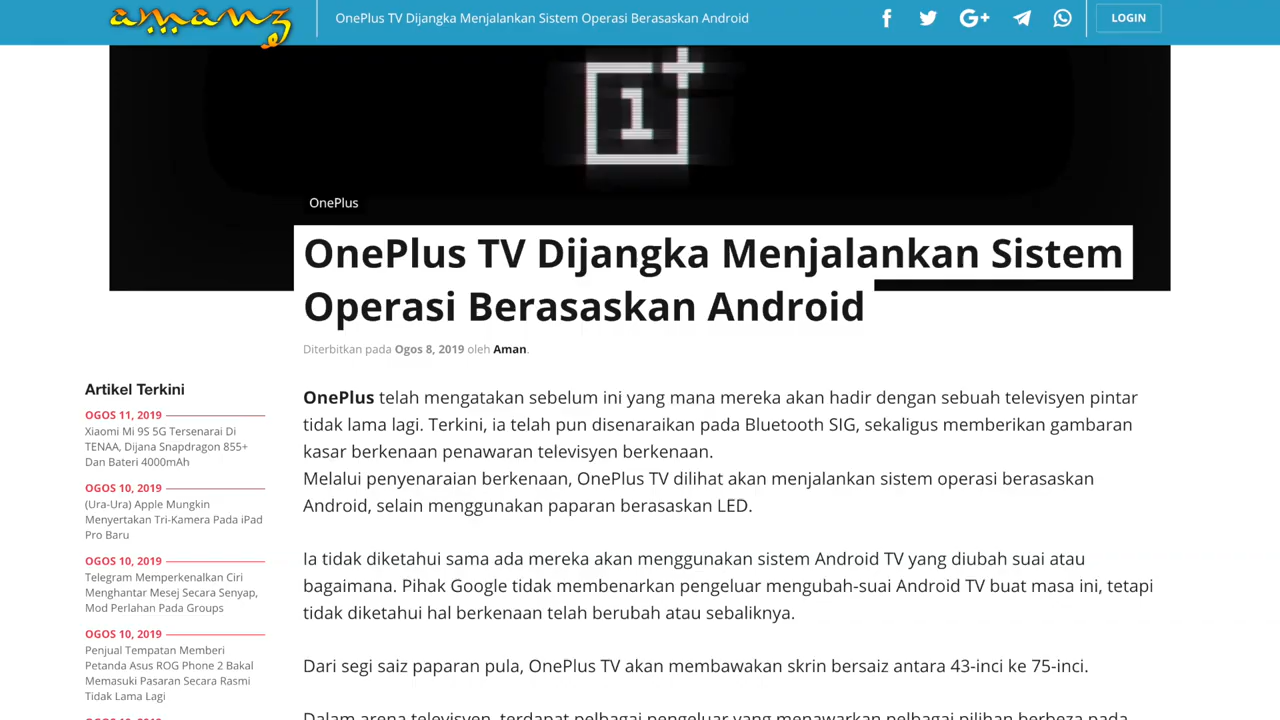 amanz
OnePlus TV Dijangka Menjalankan Sistem Operasi Berasaskan Android
LOGIN
1
OnePlus
OnePlus TV Dijangka Menjalankan Sistem
Operasi Berasaskan Android
Diterbitkan pada Ogos 8, 2019 oleh Aman.
Artikel Terkini
OGOS 11, 2019
Xiaomi Mi 9S 5G Tersenarai Di
TENAA, Dijana Snapdragon 855+
Dan Bateri 4000mAh
OGOS 10, 2019
(Ura-Ura) Apple Mungkin
Menyertakan Tri-Kamera Pada iPad
Pro Baru
OGOS 10, 2019
Telegram Memperkenalkan Ciri
Menghantar Mesej Secara Senyap,
Mod Perlahan Pada Groups
OGOS 10, 2019
Penjual Tempatan Memberi
Petanda Asus ROG Phone 2 Bakal
Memasuki Pasaran Secara Rasmi
Tidak Lama Lagi
OnePlus telah mengatakan sebelum ini yang mana mereka akan hadir dengan sebuah televisyen pintar
tidak lama lagi. Terkini, ia telah pun disenaraikan pada Bluetooth SIG, sekaligus memberikan gambaran
kasar berkenaan penawaran televisyen berkenaan.
Melalui penyenaraian berkenaan, OnePlus TV dilihat akan menjalankan sistem operasi berasaskan
Android, selain menggunakan paparan berasaskan LED.
Ia tidak diketahui sama ada mereka akan menggunakan sistem Android TV yang diubah suai atau
bagaimana. Pihak Google tidak membenarkan pengeluar mengubah-suai Android TV buat masa ini, tetapi
tidak diketahui hal berkenaan telah berubah atau sebaliknya.
Dari segi saiz paparan pula, OnePlus TV akan membawakan skrin bersaiz antara 43-inci ke 75-inci.
Dalam arena televisyen, terdapat pelbagai pengeluar yang menawarkan pelbagai pilihan berbeza pada